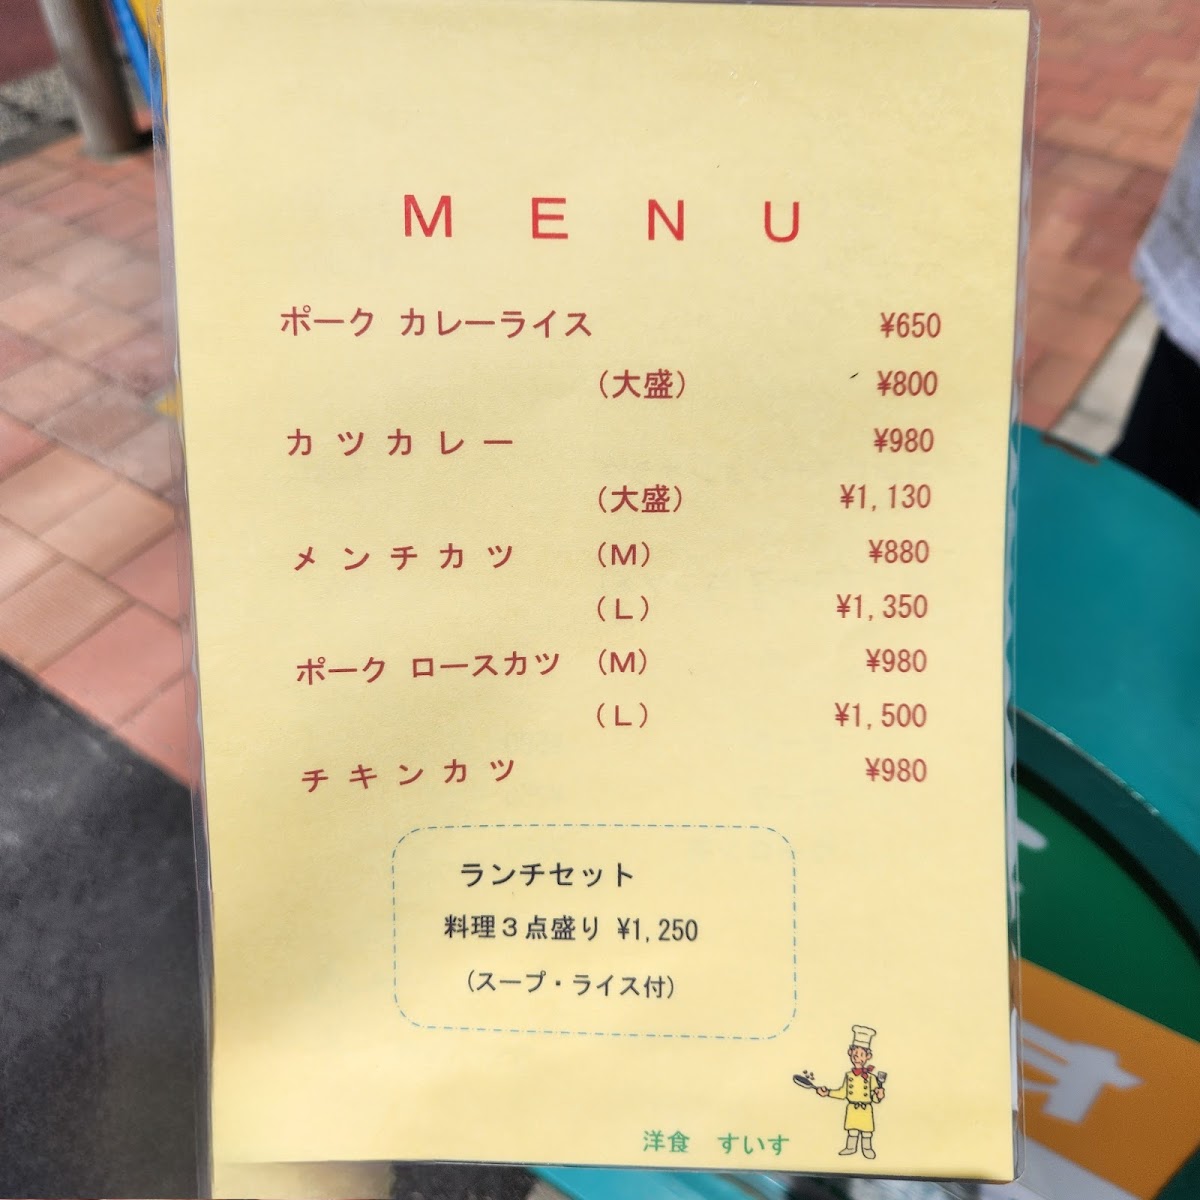 MENU
ポーク カレーライス ¥650
（大盛） ¥800
カツカレー ¥980
（大盛） ¥1,130
メンチカツ （M） ¥880
（L） ¥1,350
ポーク ロースカツ （M） ¥980
（L） ¥1,500
チキンカツ ¥980
ランチセット
料理３点盛り ¥1,250
（スープ・ライス付）
洋食 すいす